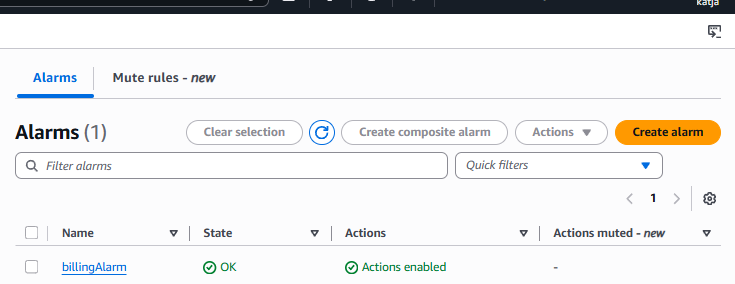 katja
Alarms Mute rules - new
Alarms (1) Clear selection Create composite alarm Actions Create alarm
Filter alarms Quick filters
1
Name State Actions Actions muted - new
billingAlarm OK Actions enabled -